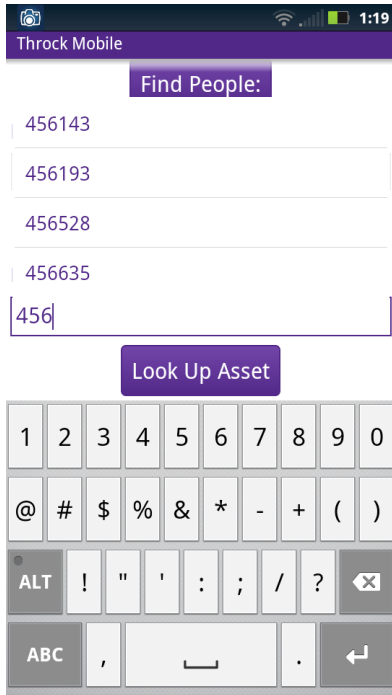 1:19
Throck Mobile
Find People:
456143
456193
456528
456635
456
Look Up Asset
1 2 3 4 5 6 7 8 9 0
@ # $ % & * - + ( )
ALT ! " ' : ; / ?
ABC , .